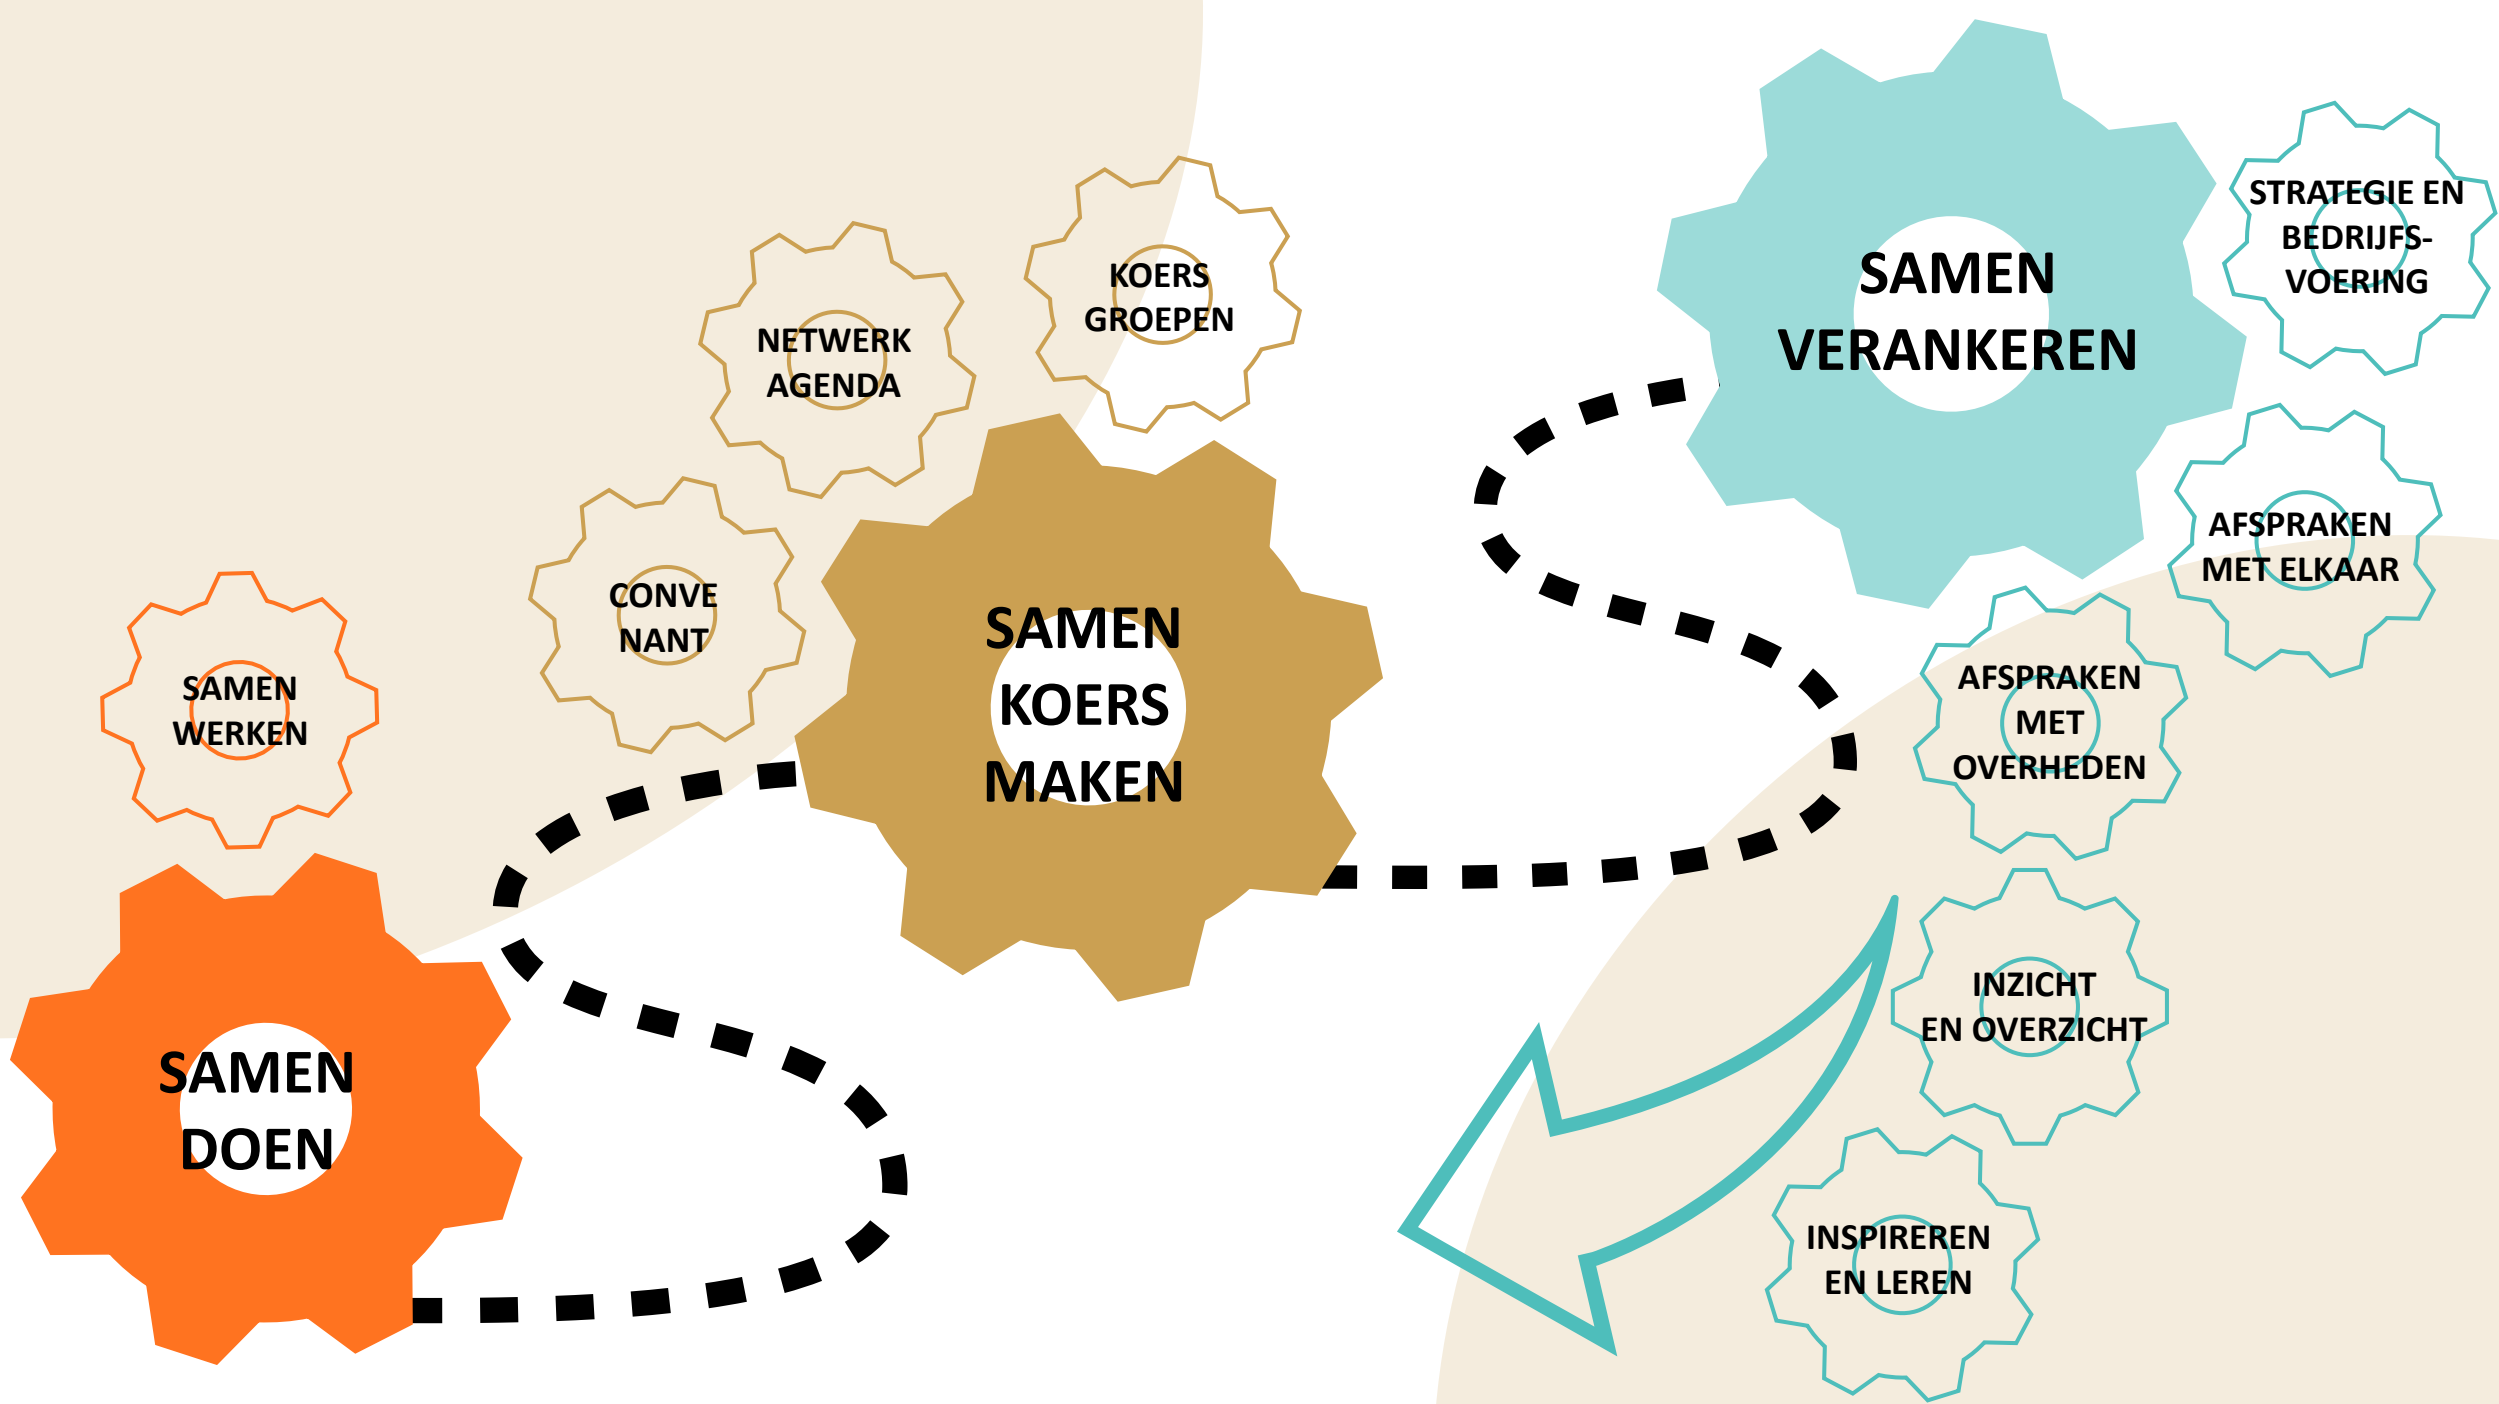 SAMEN
WERKEN
SAMEN
DOEN
CONVE
NANT
NETWERK
AGENDA
KOERS
GROEPEN
SAMEN
KOERS
MAKEN
SAMEN
VERANKEREN
STRATEGIE EN
BEDRIJFS-
VOERING
AFSPRAKEN
MET ELKAAR
AFSPRAKEN
MET
OVERHEDEN
INZICHT
EN OVERZICHT
INSPIREREN
EN LEREN